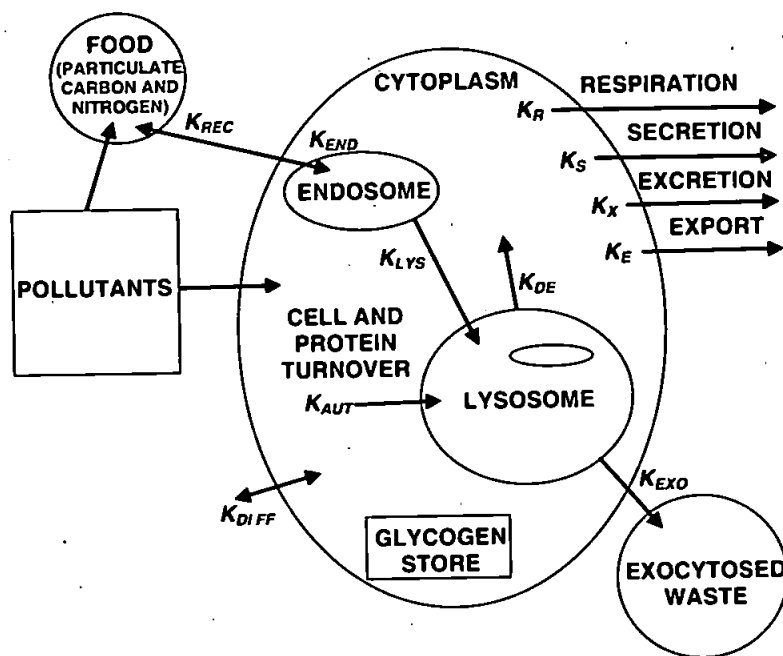 FOOD
(PARTICULATE
CARBON AND
NITROGEN)
CYTOPLASM
RESPIRATION
K_R
SECRETION
K_S
EXCRETION
K_X
EXPORT
K_E
K_REC
K_END
ENDOSOME
POLLUTANTS
K_LYS
K_DE
CELL AND
PROTEIN
TURNOVER
K_AUT
LYSOSOME
K_DIFF
K_EXO
GLYCOGEN
STORE
EXOCYTOSED
WASTE